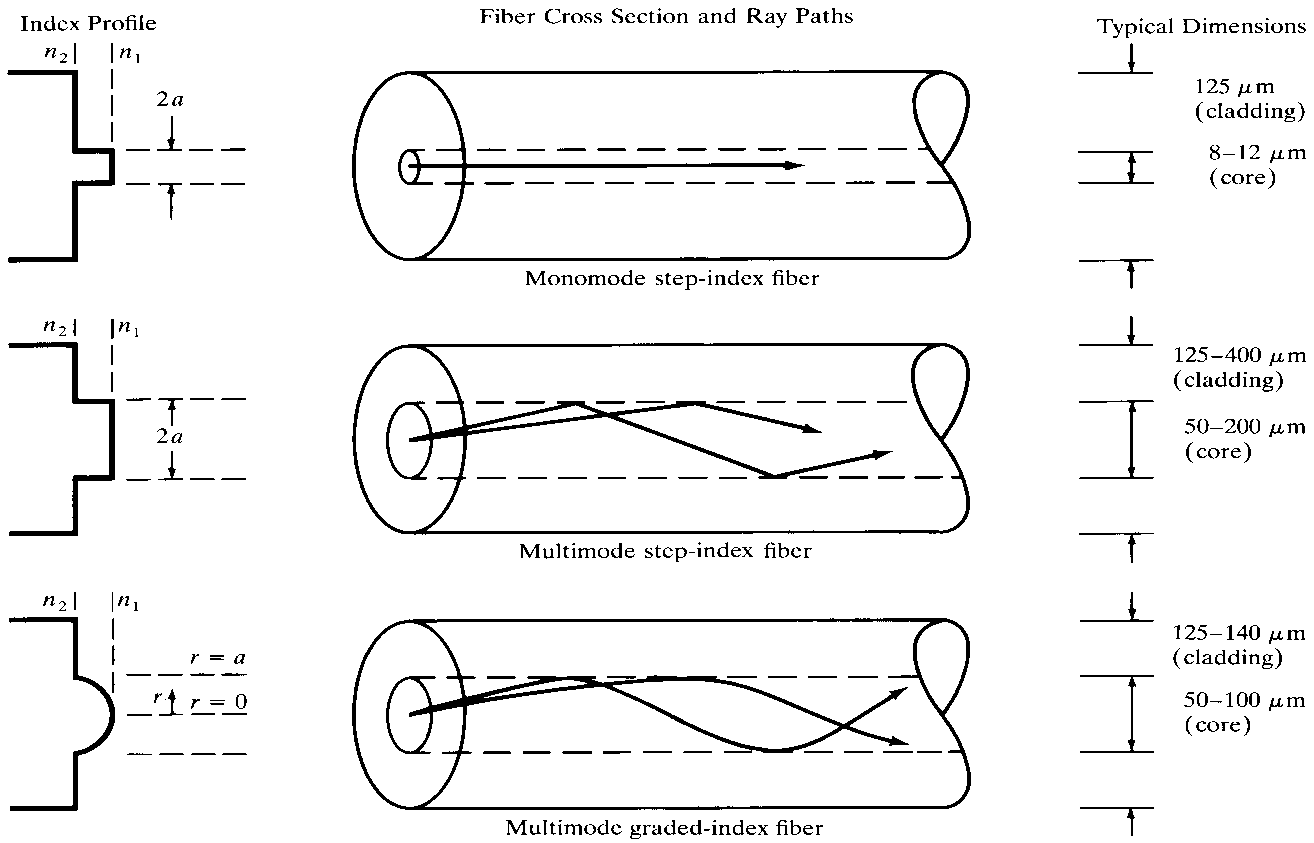 Index Profile
Fiber Cross Section and Ray Paths
Typical Dimensions
n₂ n₁
2a
125 μm
(cladding)
8–12 μm
(core)
Monomode step-index fiber
n₂ n₁
2a
125–400 μm
(cladding)
50–200 μm
(core)
Multimode step-index fiber
n₂ n₁
r = a
r
r = 0
125–140 μm
(cladding)
50–100 μm
(core)
Multimode graded-index fiber